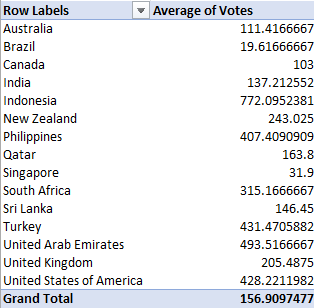 Row Labels Average of Votes
Australia 111.4166667
Brazil 19.61666667
Canada 103
India 137.212552
Indonesia 772.0952381
New Zealand 243.025
Philippines 407.4090909
Qatar 163.8
Singapore 31.9
South Africa 315.1666667
Sri Lanka 146.45
Turkey 431.4705882
United Arab Emirates 493.5166667
United Kingdom 205.4875
United States of America 428.2211982
Grand Total 156.9097477